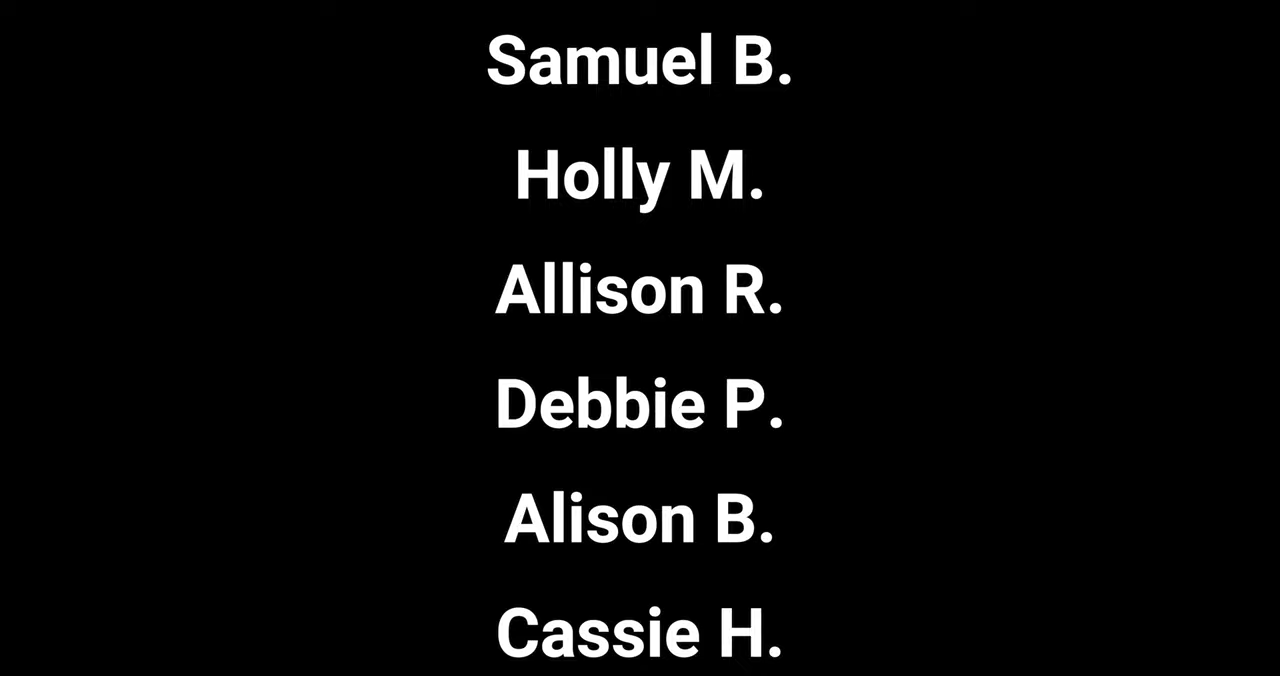 Samuel B.
Holly M.
Allison R.
Debbie P.
Alison B.
Cassie H.